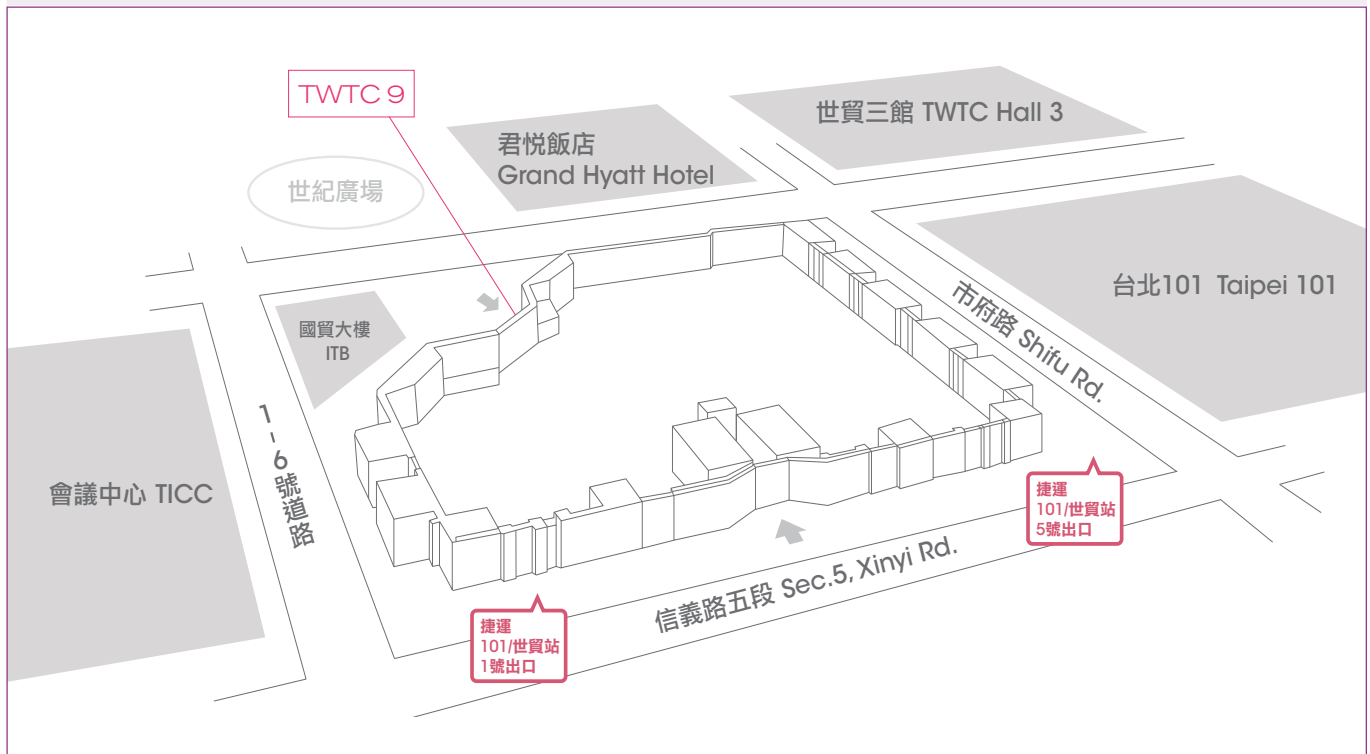 TWTC 9
世貿三館 TWTC Hall 3
君悦飯店
Grand Hyatt Hotel
世紀廣場
台北101 Taipei 101
市府路 Shifu Rd.
國貿大樓
ITB
1-6號道路
會議中心 TICC
捷運
101/世貿站
5號出口
信義路五段 Sec.5, Xinyi Rd.
捷運
101/世貿站
1號出口